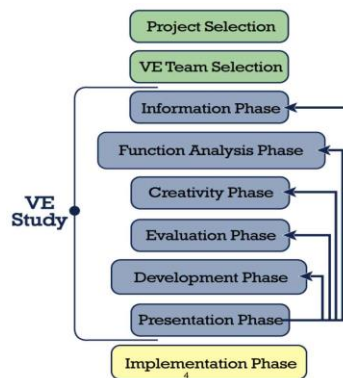 Project Selection
VE Team Selection
Information Phase
Function Analysis Phase
Creativity Phase
VE
Study
Evaluation Phase
Development Phase
Presentation Phase
Implementation Phase
4